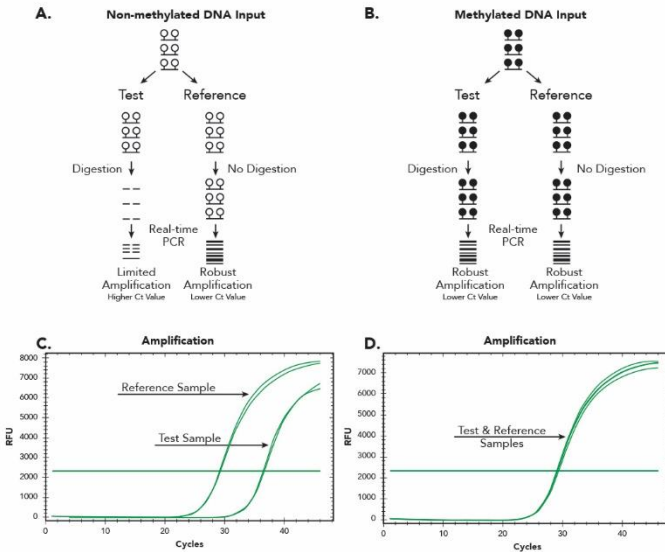 A.
Non-methylated DNA Input
Test
Reference
Digestion
No Digestion
Real-time
PCR
Limited
Amplification
Higher Ct Value
Robust
Amplification
Lower Ct Value
B.
Methylated DNA Input
Test
Reference
Digestion
No Digestion
Real-time
PCR
Robust
Amplification
Lower Ct Value
Robust
Amplification
Lower Ct Value
C.
Amplification
8000
7000
6000
5000
4000
3000
2000
1000
0
RFU
Reference Sample
Test Sample
0
10
20
30
40
Cycles
D.
Amplification
7000
6000
5000
4000
3000
2000
1000
0
RFU
Test & Reference
Samples
0
10
20
30
40
Cycles